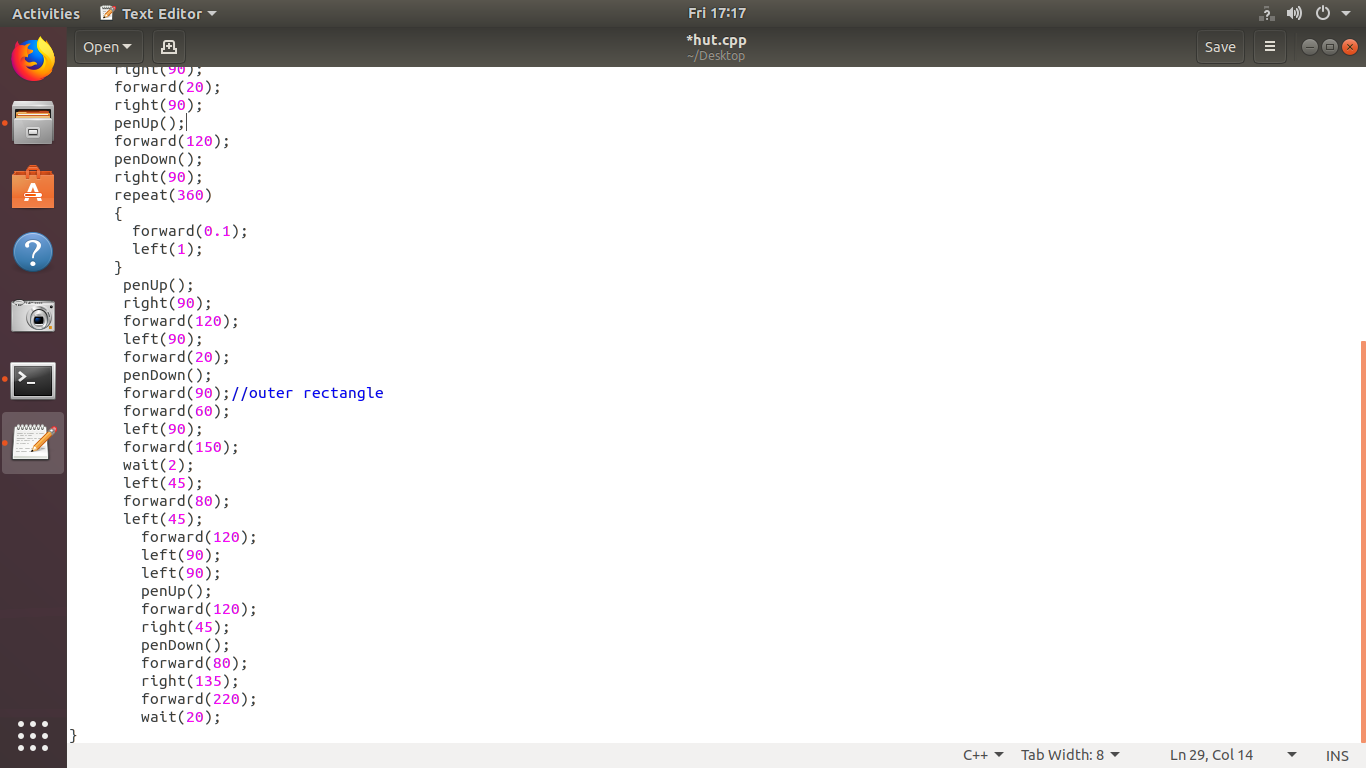 Activities Text Editor Fri 17:17
Open *hut.cpp Save
~/Desktop
right(90);
forward(20);
right(90);
penUp();
forward(120);
penDown();
right(90);
repeat(360)
{
forward(0.1);
left(1);
}
penUp();
right(90);
forward(120);
left(90);
forward(20);
penDown();
forward(90);//outer rectangle
forward(60);
left(90);
forward(150);
wait(2);
left(45);
forward(80);
left(45);
forward(120);
left(90);
left(90);
penUp();
forward(120);
right(45);
penDown();
forward(80);
right(135);
forward(220);
wait(20);
}
C++ Tab Width: 8 Ln 29, Col 14 INS